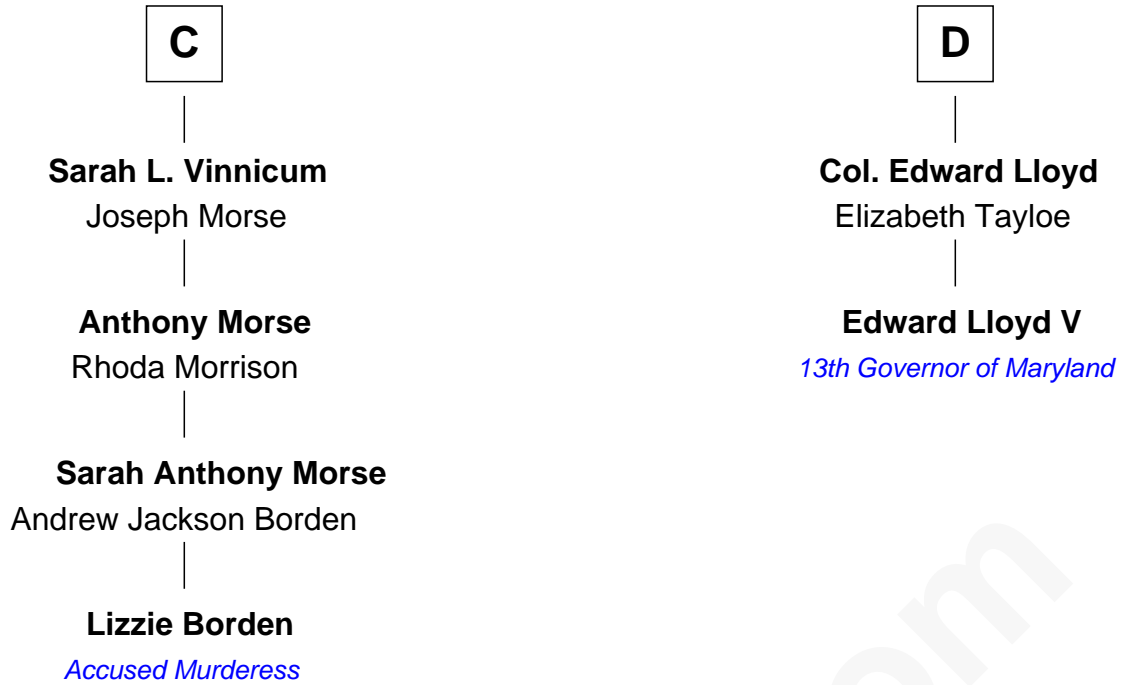 C
Sarah L. Vinnicum
Joseph Morse
Anthony Morse
Rhoda Morrison
Sarah Anthony Morse
Andrew Jackson Borden
Lizzie Borden
Accused Murderess
D
Col. Edward Lloyd
Elizabeth Tayloe
Edward Lloyd V
13th Governor of Maryland
om